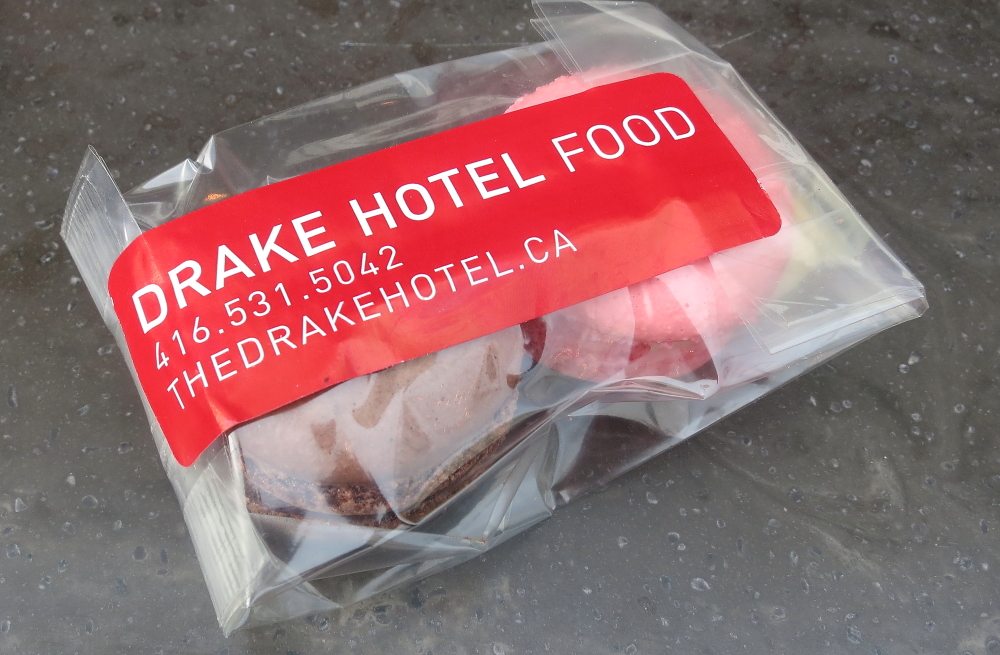 DRAKE HOTEL FOOD
416.531.5042
THEDRAKEHOTEL.CA